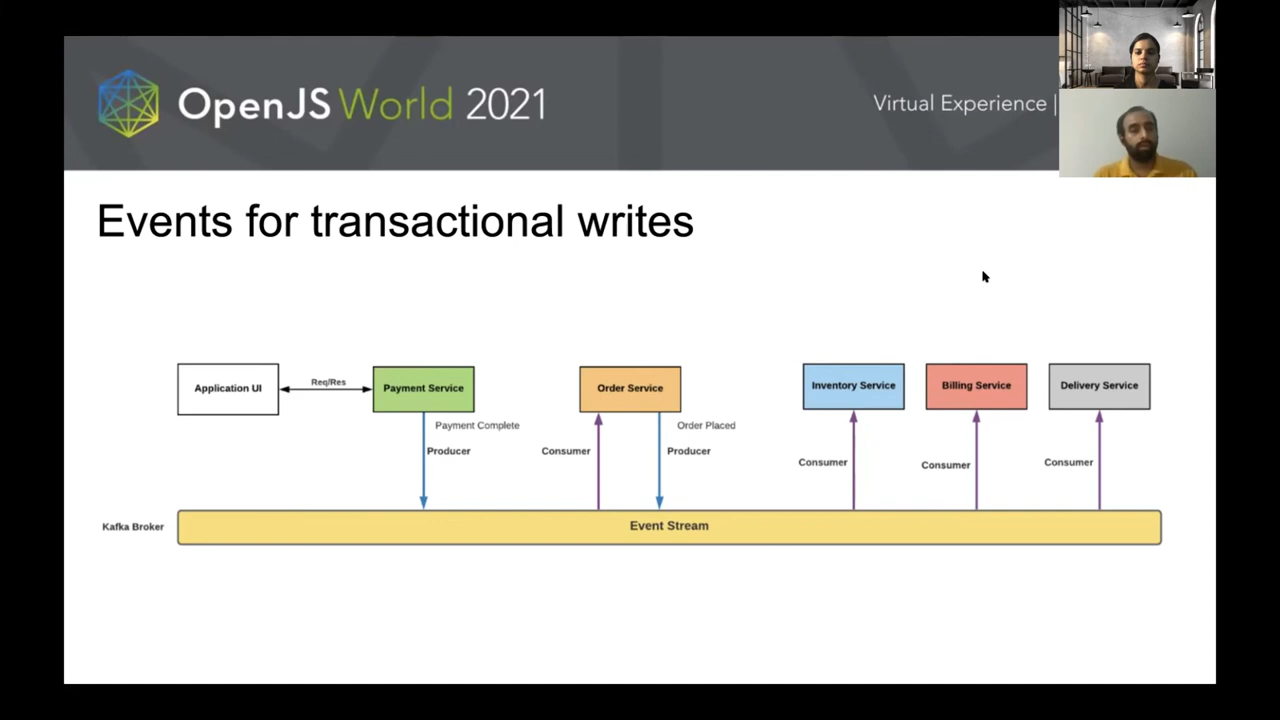 OpenJS World 2021
Virtual Experience |
Events for transactional writes
Application UI
Req/Res
Payment Service
Order Service
Inventory Service
Billing Service
Delivery Service
Payment Complete
Order Placed
Producer
Consumer
Producer
Consumer
Consumer
Consumer
Kafka Broker
Event Stream